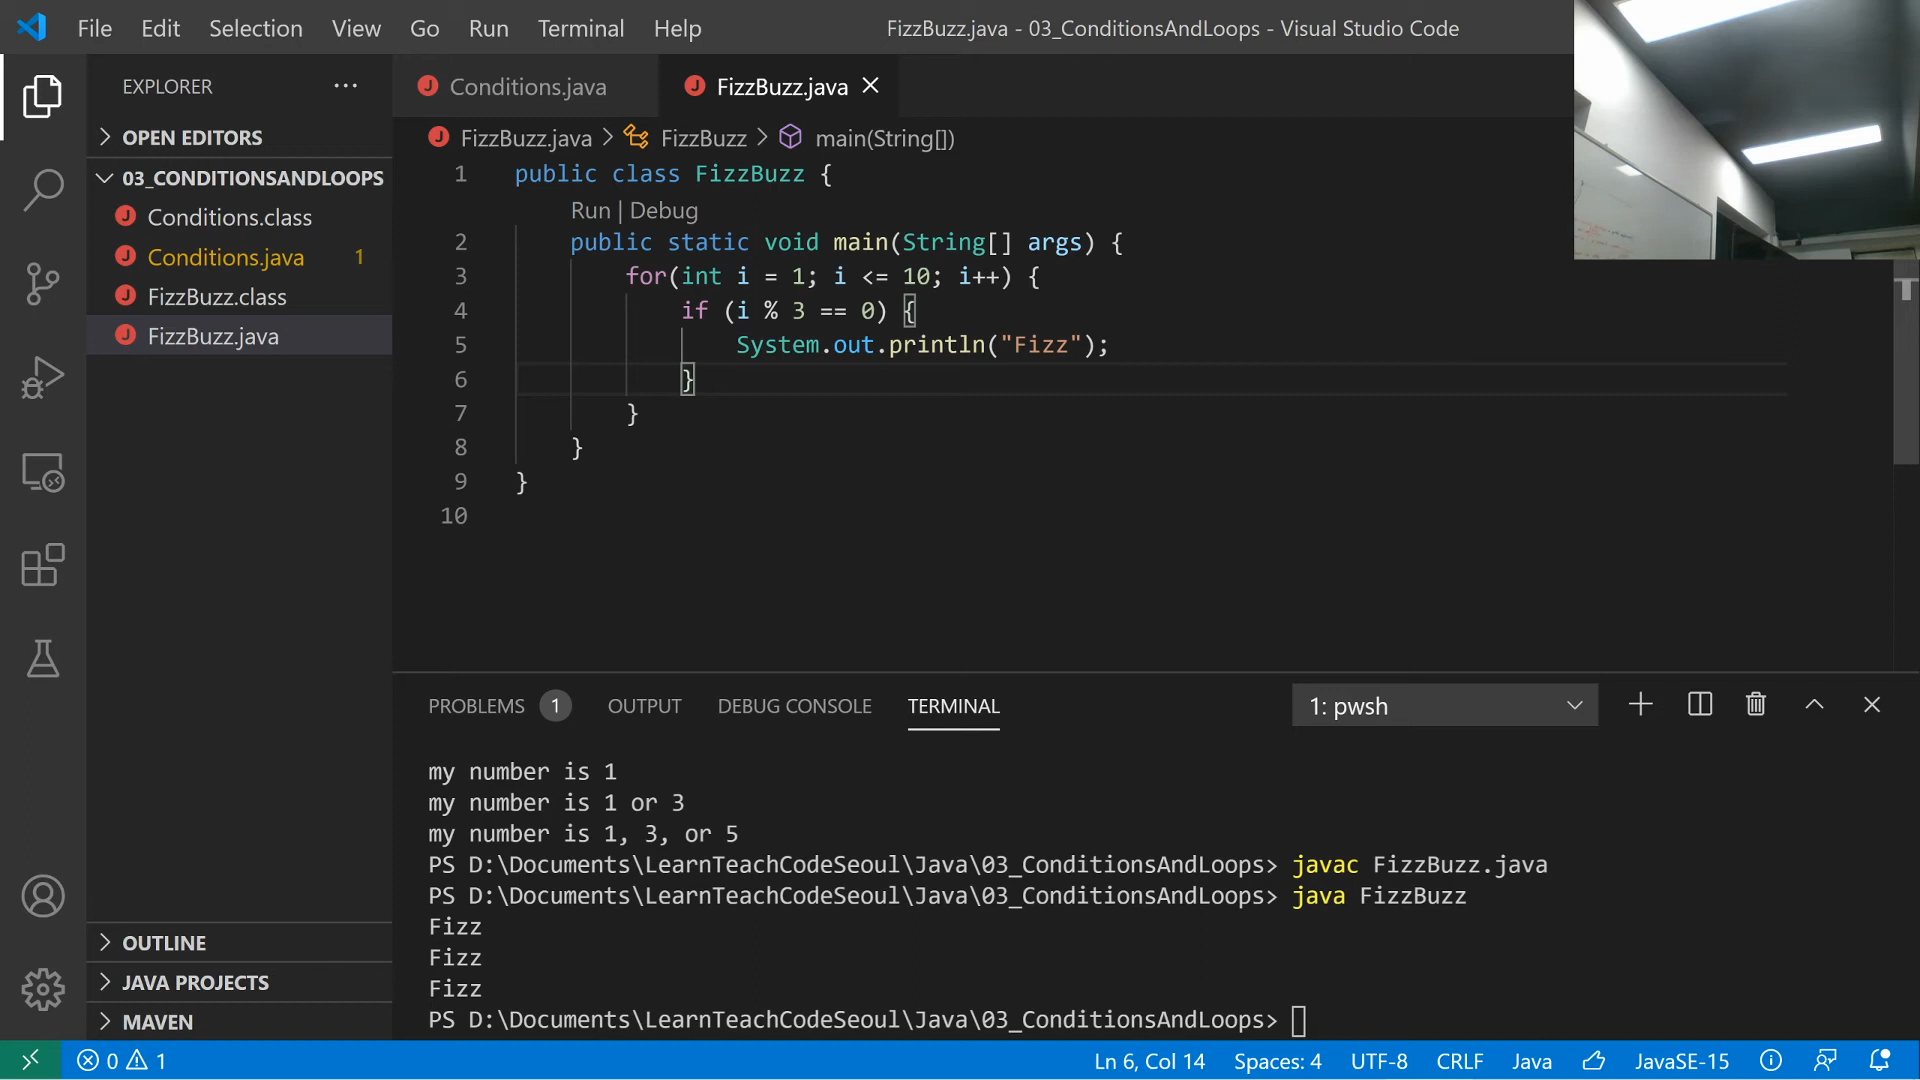 File Edit Selection View Go Run Terminal Help
FizzBuzz.java - 03_ConditionsAndLoops - Visual Studio Code
EXPLORER ···
OPEN EDITORS
03_CONDITIONSANDLOOPS
Conditions.class
Conditions.java 1
FizzBuzz.class
FizzBuzz.java
OUTLINE
JAVA PROJECTS
MAVEN
Conditions.java
FizzBuzz.java
FizzBuzz.java > FizzBuzz > main(String[])
1 public class FizzBuzz {
Run | Debug
2 public static void main(String[] args) {
3 for(int i = 1; i <= 10; i++) {
4 if (i % 3 == 0) {
5 System.out.println("Fizz");
6 }
7 }
8 }
9 }
10
PROBLEMS 1 OUTPUT DEBUG CONSOLE TERMINAL
1: pwsh
my number is 1
my number is 1 or 3
my number is 1, 3, or 5
PS D:\Documents\LearnTeachCodeSeoul\Java\03_ConditionsAndLoops> javac FizzBuzz.java
PS D:\Documents\LearnTeachCodeSeoul\Java\03_ConditionsAndLoops> java FizzBuzz
Fizz
Fizz
Fizz
PS D:\Documents\LearnTeachCodeSeoul\Java\03_ConditionsAndLoops>
0 1
Ln 6, Col 14 Spaces: 4 UTF-8 CRLF Java JavaSE-15